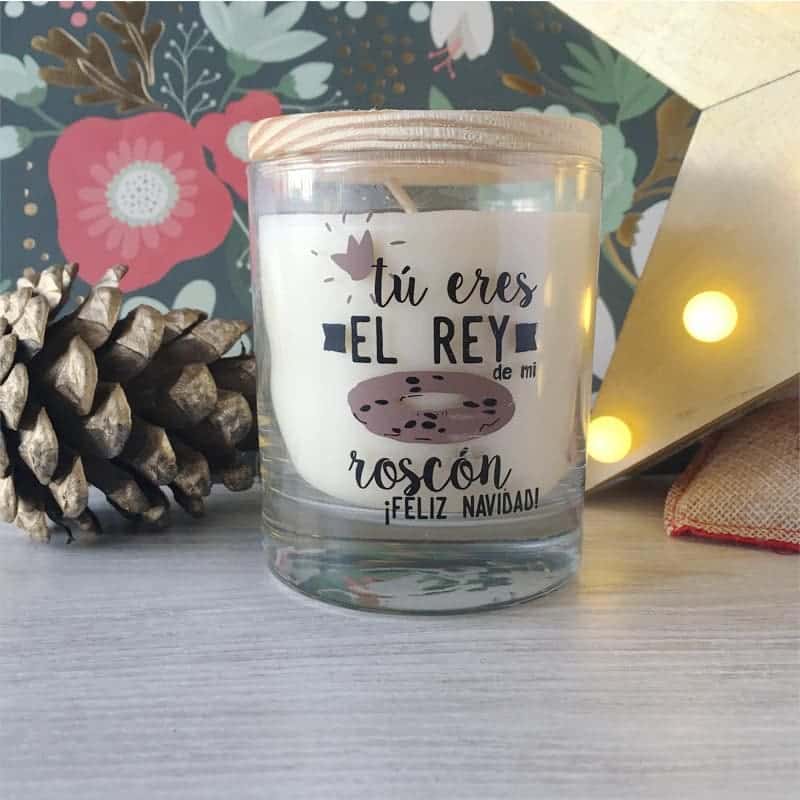 tú eres
EL REY
de mi
roscón
¡FELIZ NAVIDAD!